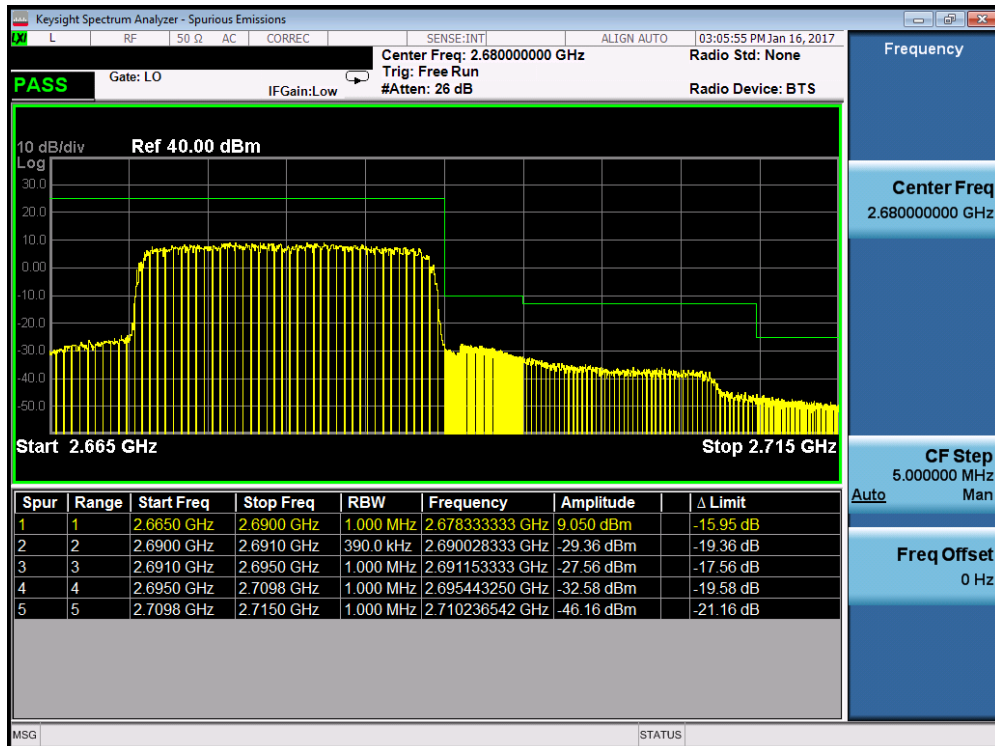 Keysight Spectrum Analyzer - Spurious Emissions
LXI L RF 50 Ω AC CORREC SENSE:INT ALIGN AUTO 03:05:55 PM Jan 16, 2017
Center Freq: 2.680000000 GHz Radio Std: None
PASS Gate: LO Trig: Free Run
IFGain:Low #Atten: 26 dB Radio Device: BTS
10 dB/div Ref 40.00 dBm
Log
30.0
20.0
10.0
0.00
-10.0
-20.0
-30.0
-40.0
-50.0
Start 2.665 GHz Stop 2.715 GHz
Spur Range Start Freq Stop Freq RBW Frequency Amplitude Δ Limit
1 1 2.6650 GHz 2.6900 GHz 1.000 MHz 2.678333333 GHz 9.050 dBm -15.95 dB
2 2 2.6900 GHz 2.6910 GHz 390.0 kHz 2.690028333 GHz -29.36 dBm -19.36 dB
3 3 2.6910 GHz 2.6950 GHz 1.000 MHz 2.691153333 GHz -27.56 dBm -17.56 dB
4 4 2.6950 GHz 2.7098 GHz 1.000 MHz 2.695443250 GHz -32.58 dBm -19.58 dB
5 5 2.7098 GHz 2.7150 GHz 1.000 MHz 2.710236542 GHz -46.16 dBm -21.16 dB
Frequency
Center Freq
2.680000000 GHz
CF Step
5.000000 MHz
Auto Man
Freq Offset
0 Hz
MSG STATUS